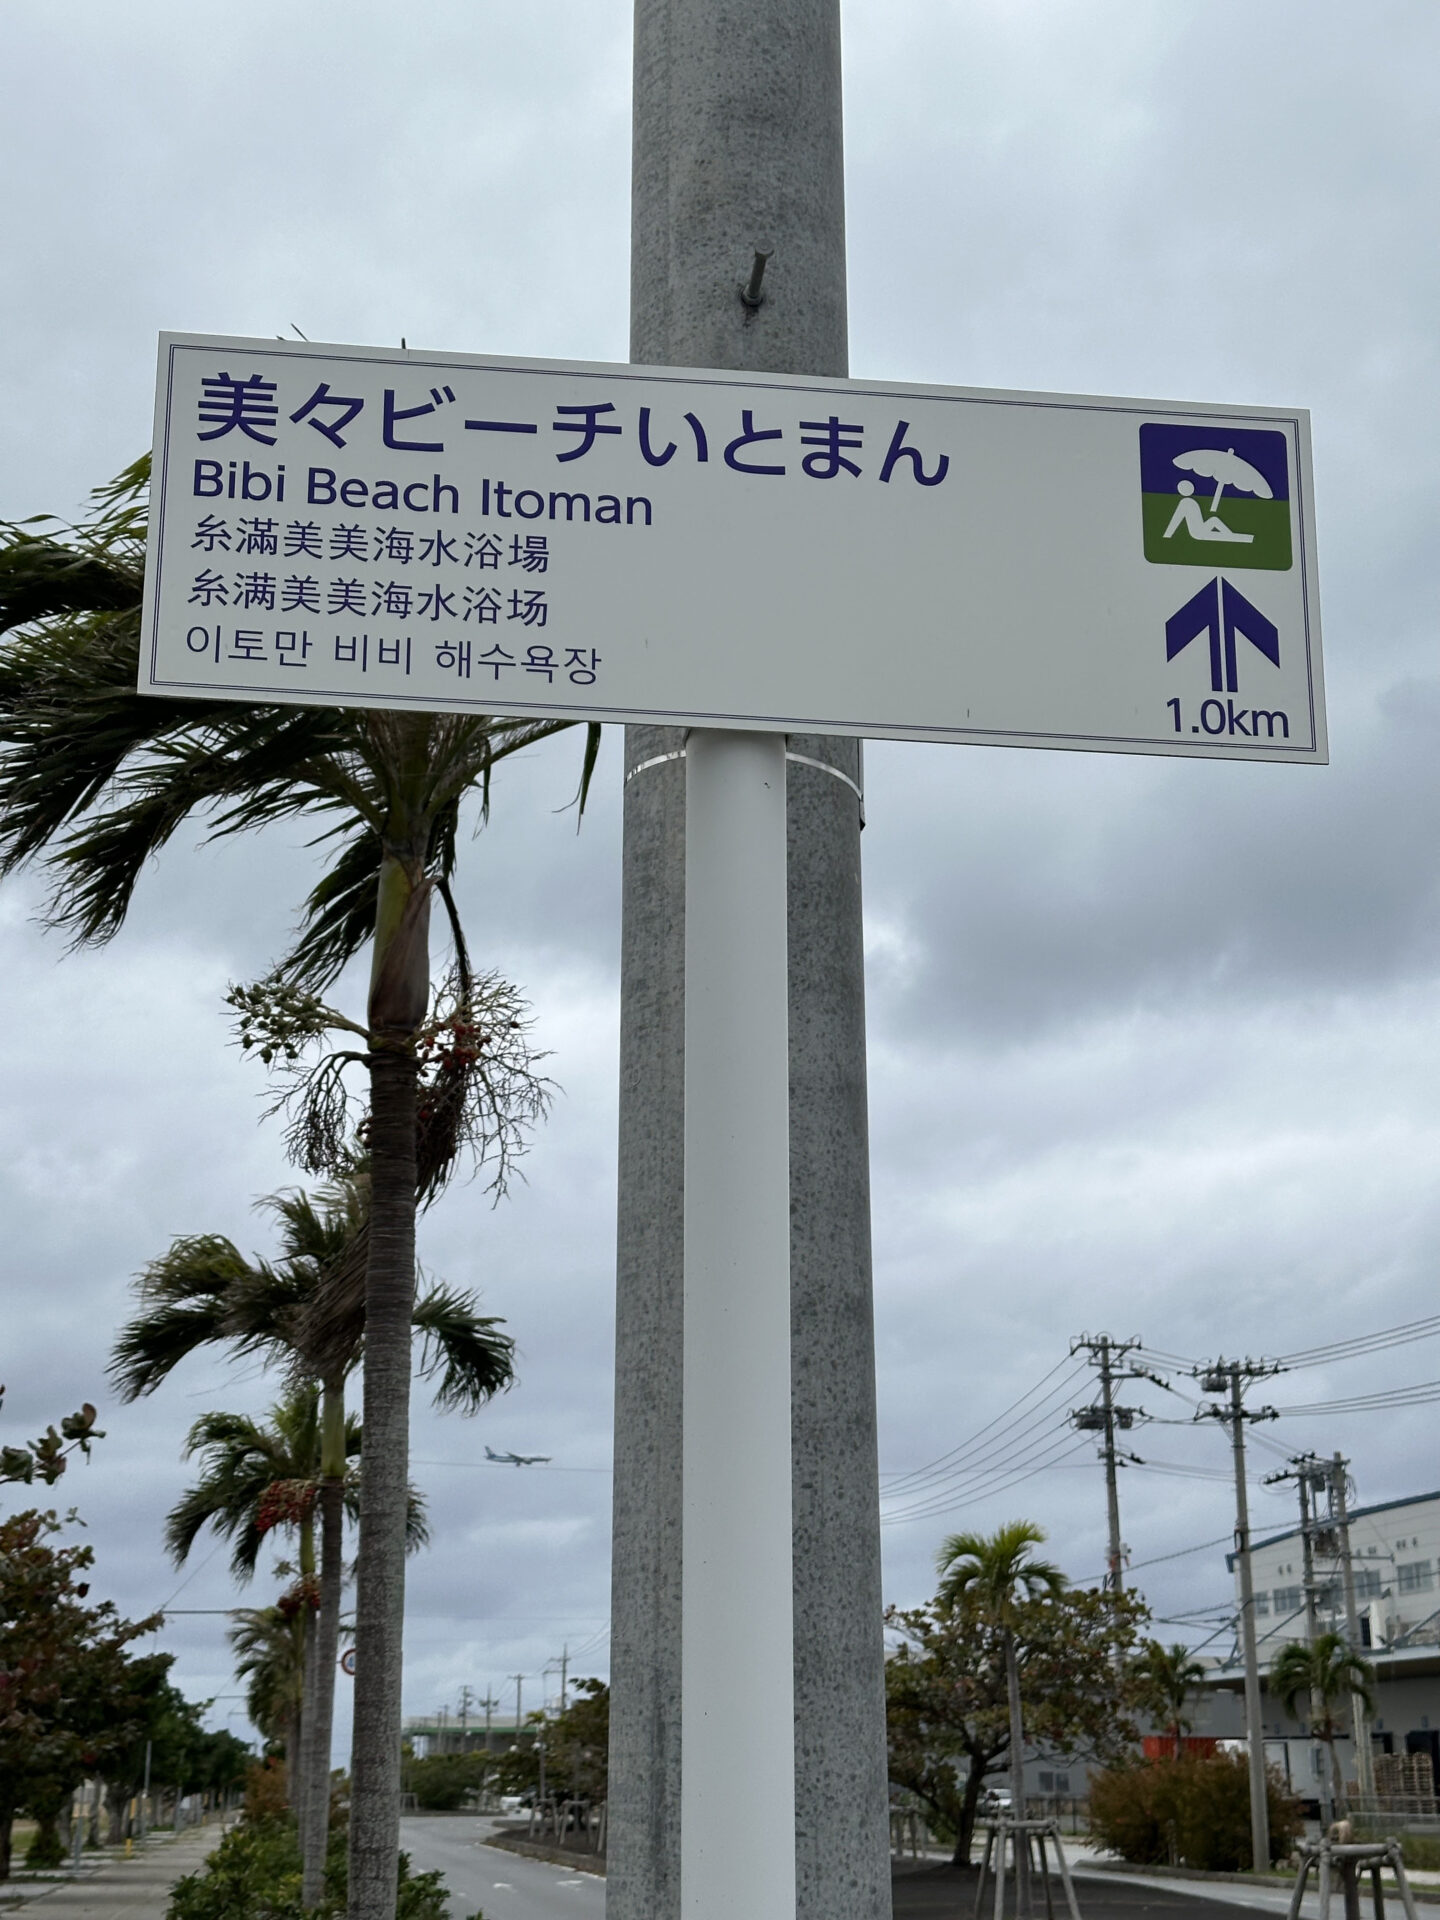 美々ビーチいとまん
Bibi Beach Itoman
糸滿美美海水浴場
糸满美美海水浴场
이토만 비비 해수욕장
1.0km